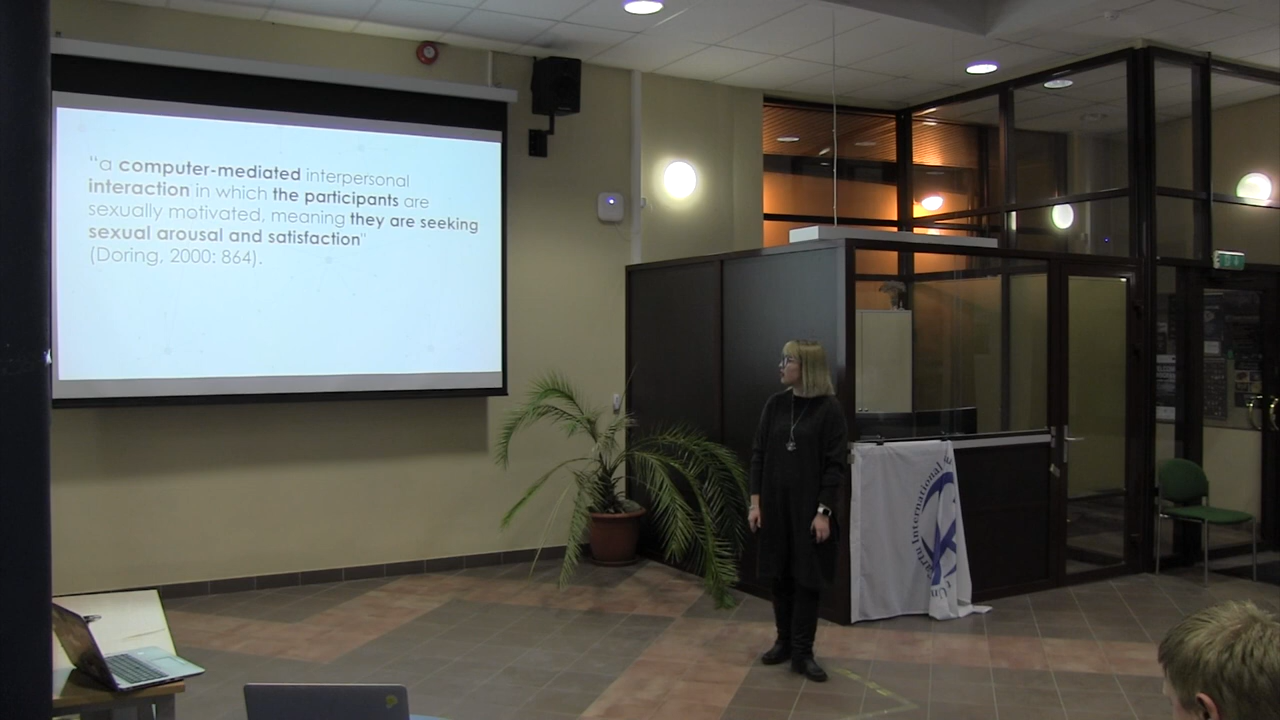 “a computer-mediated interpersonal
interaction in which the participants are
sexually motivated, meaning they are seeking
sexual arousal and satisfaction”
(Doring, 2000: 864).
International